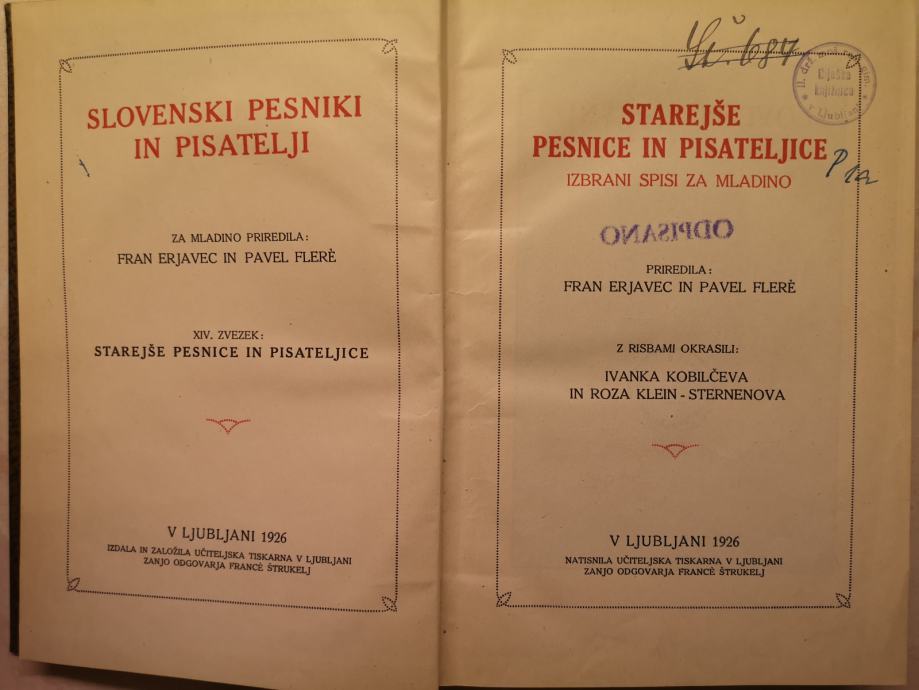 SLOVENSKI PESNIKI
IN PISATELJI
ZA MLADINO PRIREDILA:
FRAN ERJAVEC IN PAVEL FLERÈ
XIV. ZVEZEK:
STAREJŠE PESNICE IN PISATELJICE
V LJUBLJANI 1926
IZDALA IN ZALOŽILA UČITELJSKA TISKARNA V LJUBLJANI
ZANJO ODGOVARJA FRANCÈ ŠTRUKELJ
Dijaška
knjižnica
v Ljubljani
STAREJŠE
PESNICE IN PISATELJICE
IZBRANI SPISI ZA MLADINO
ODPISANO
PRIREDILA:
FRAN ERJAVEC IN PAVEL FLERÈ
Z RISBAMI OKRASILI:
IVANKA KOBILČEVA
IN ROZA KLEIN-STERNENOVA
V LJUBLJANI 1926
NATISNILA UČITELJSKA TISKARNA V LJUBLJANI
ZANJO ODGOVARJA FRANCÈ ŠTRUKELJ